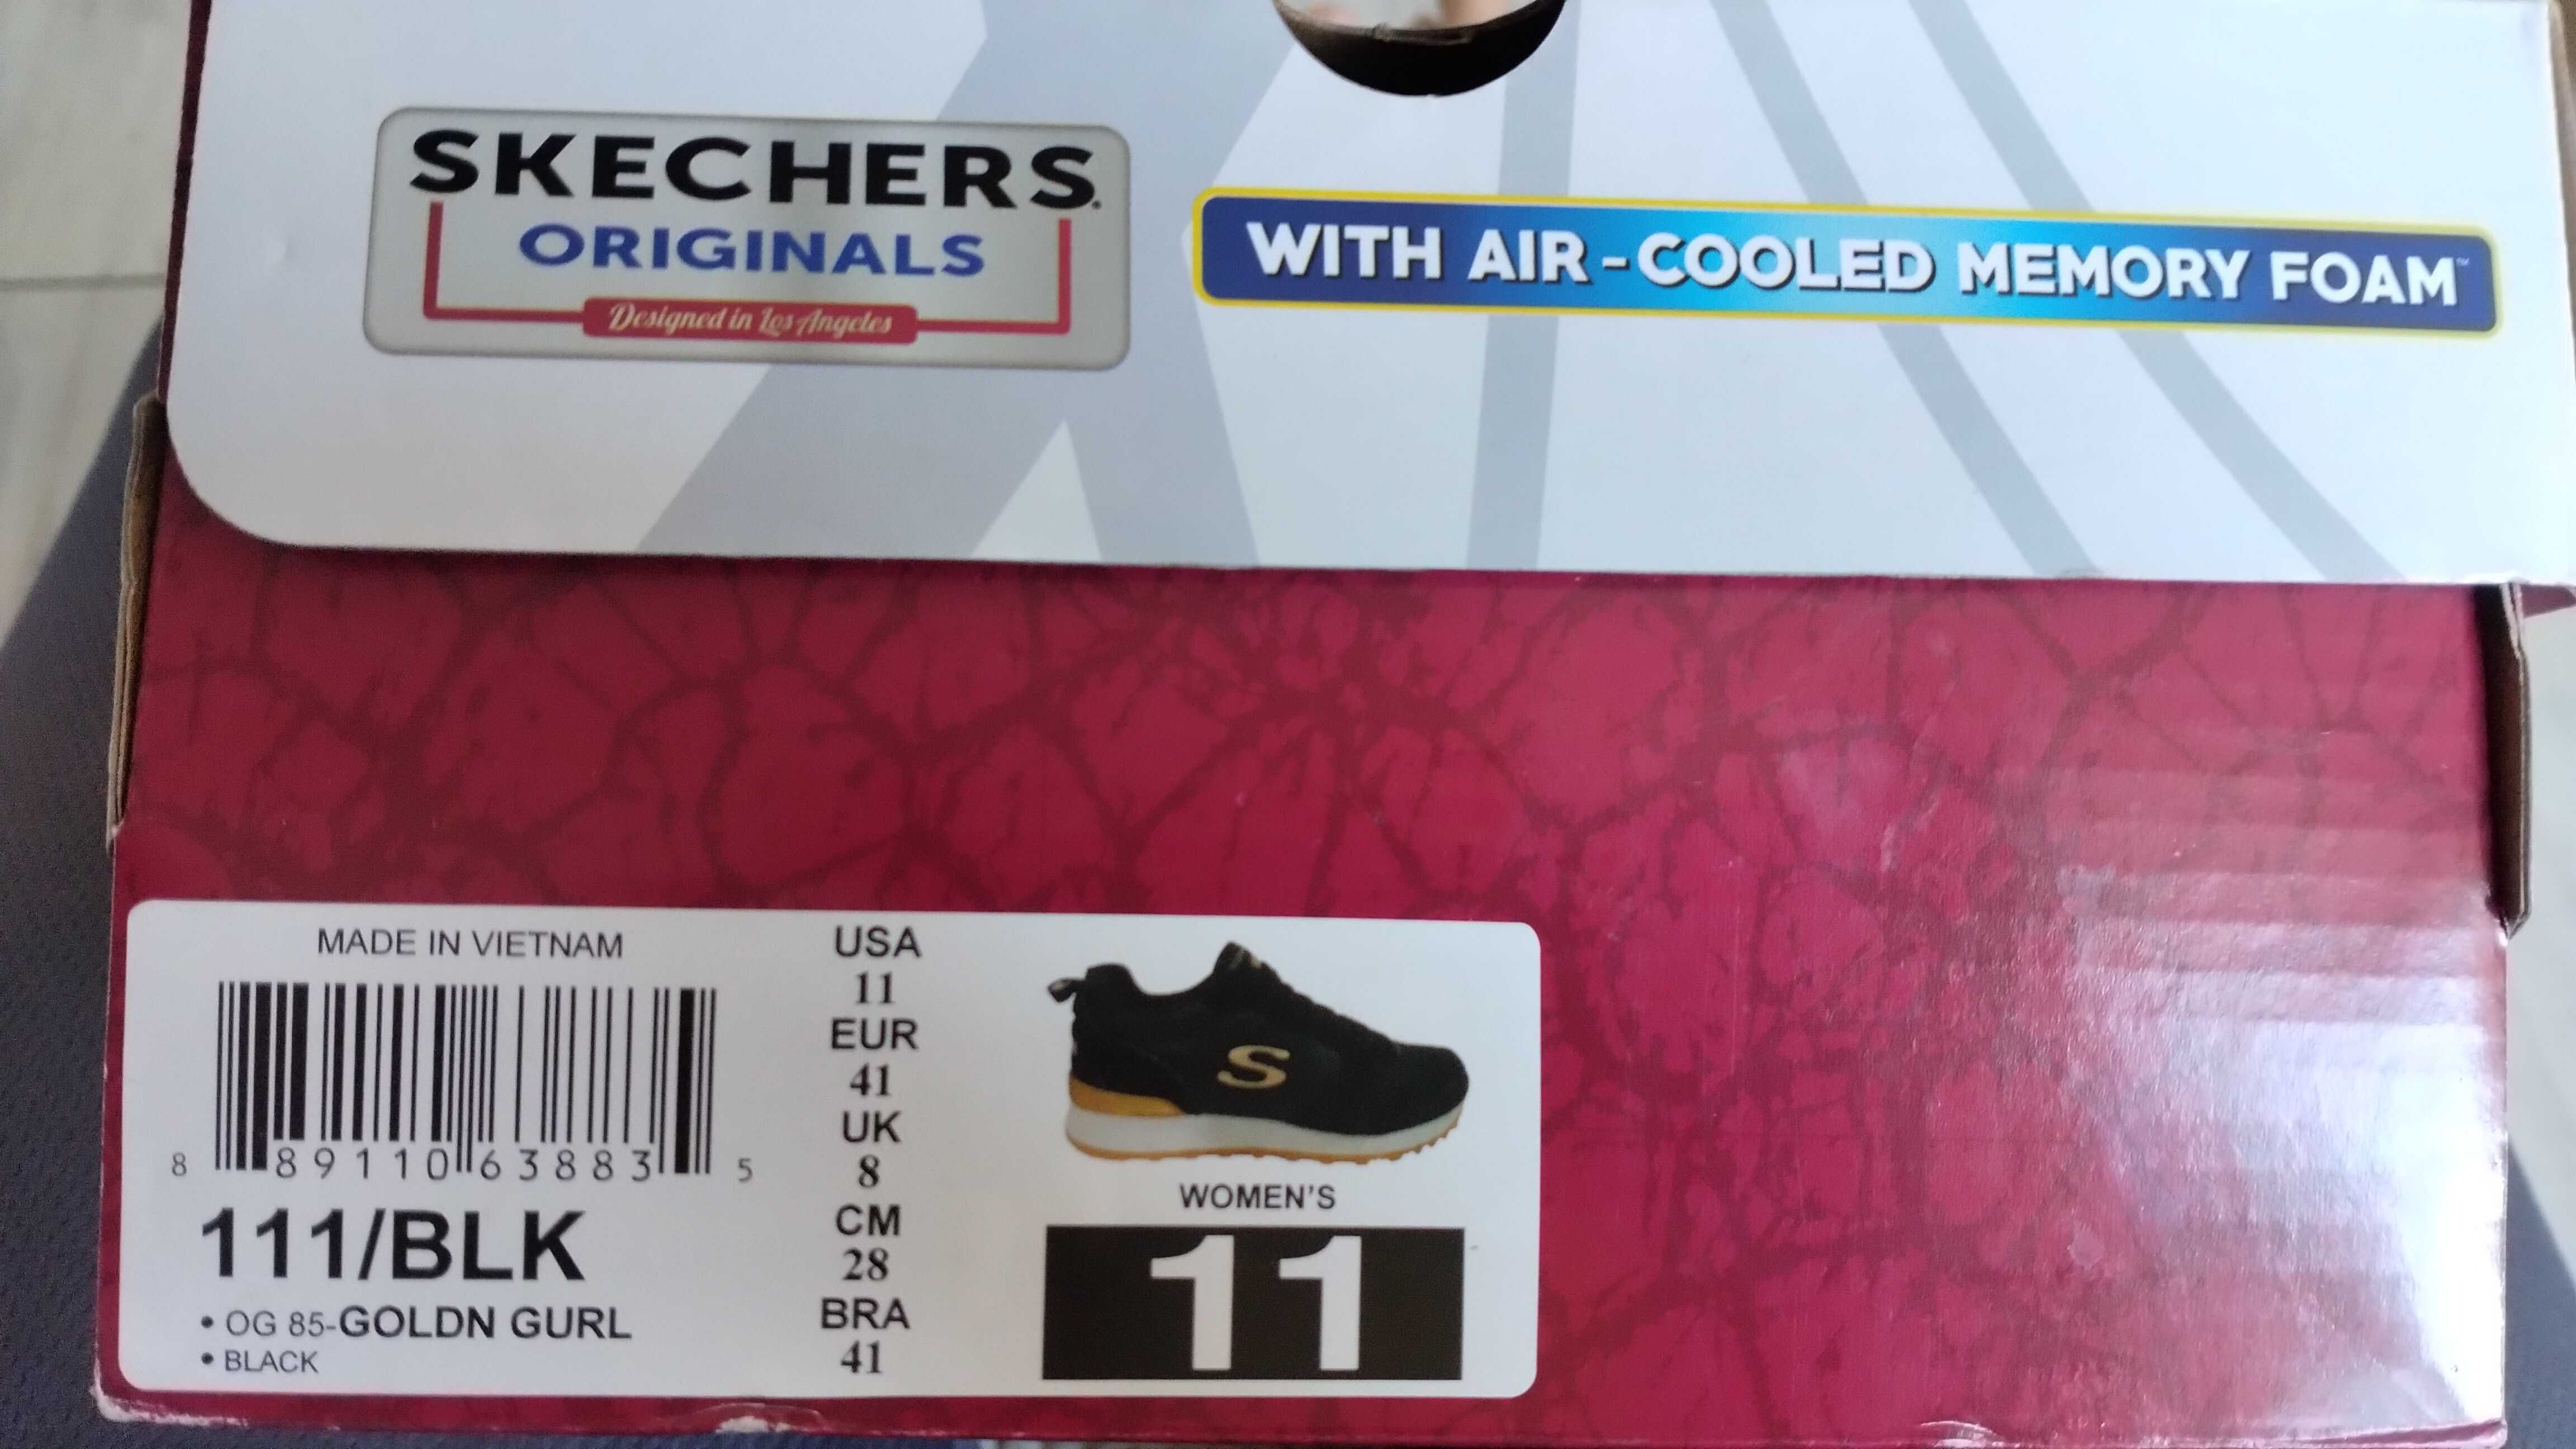 SKECHERS.
ORIGINALS
Designed in Los Angeles
WITH AIR-COOLED MEMORY FOAM™
MADE IN VIETNAM
8 89110 63883 5
111/BLK
• OG 85-GOLDN GURL
• BLACK
USA
11
EUR
41
UK
8
CM
28
BRA
41
S
WOMEN'S
11